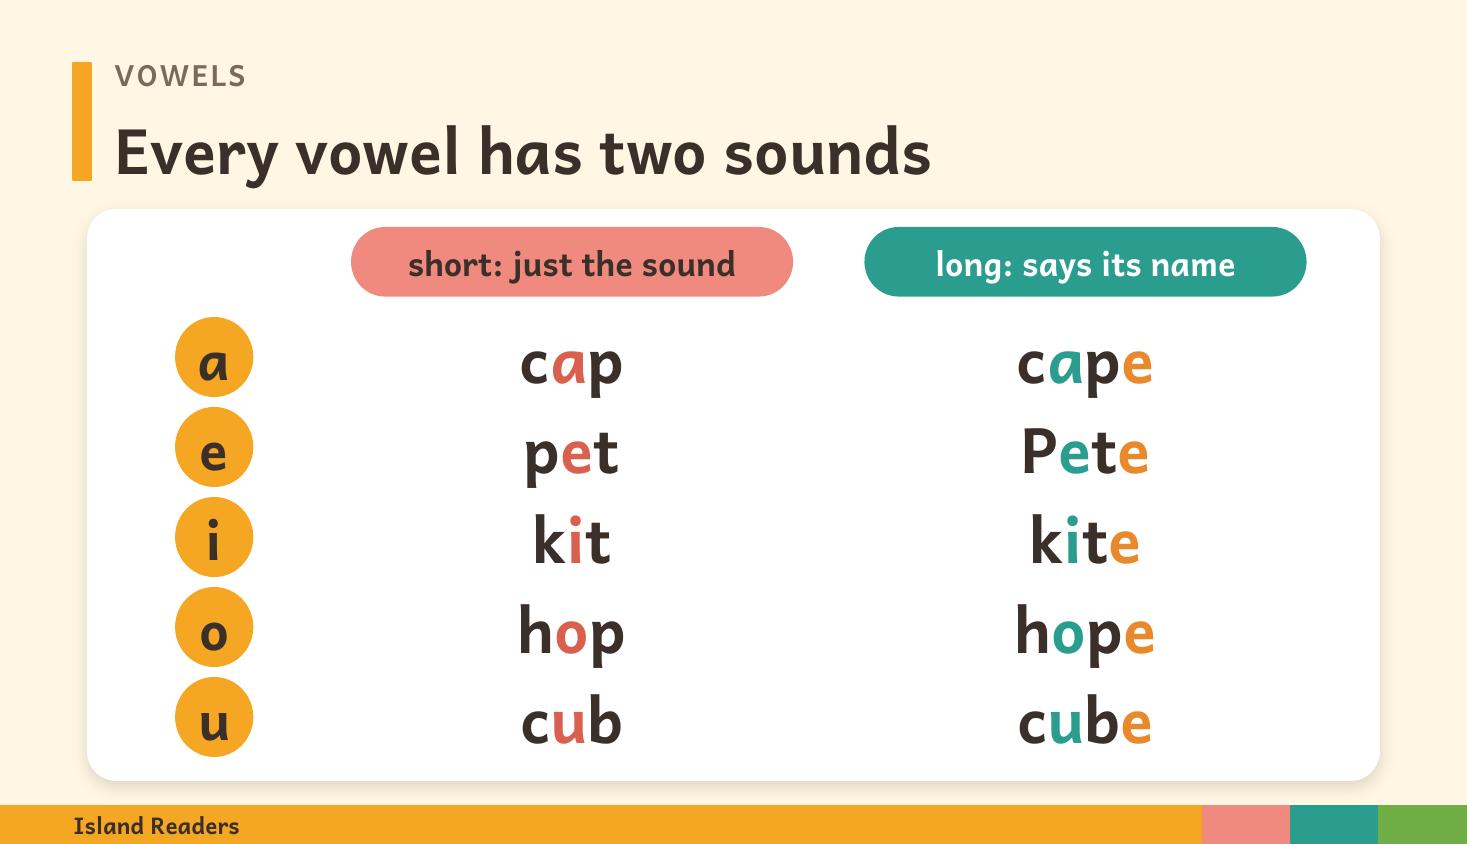 VOWELS
Every vowel has two sounds
short: just the sound long: says its name
a cap cape
e pet Pete
i kit kite
o hop hope
u cub cube
Island Readers